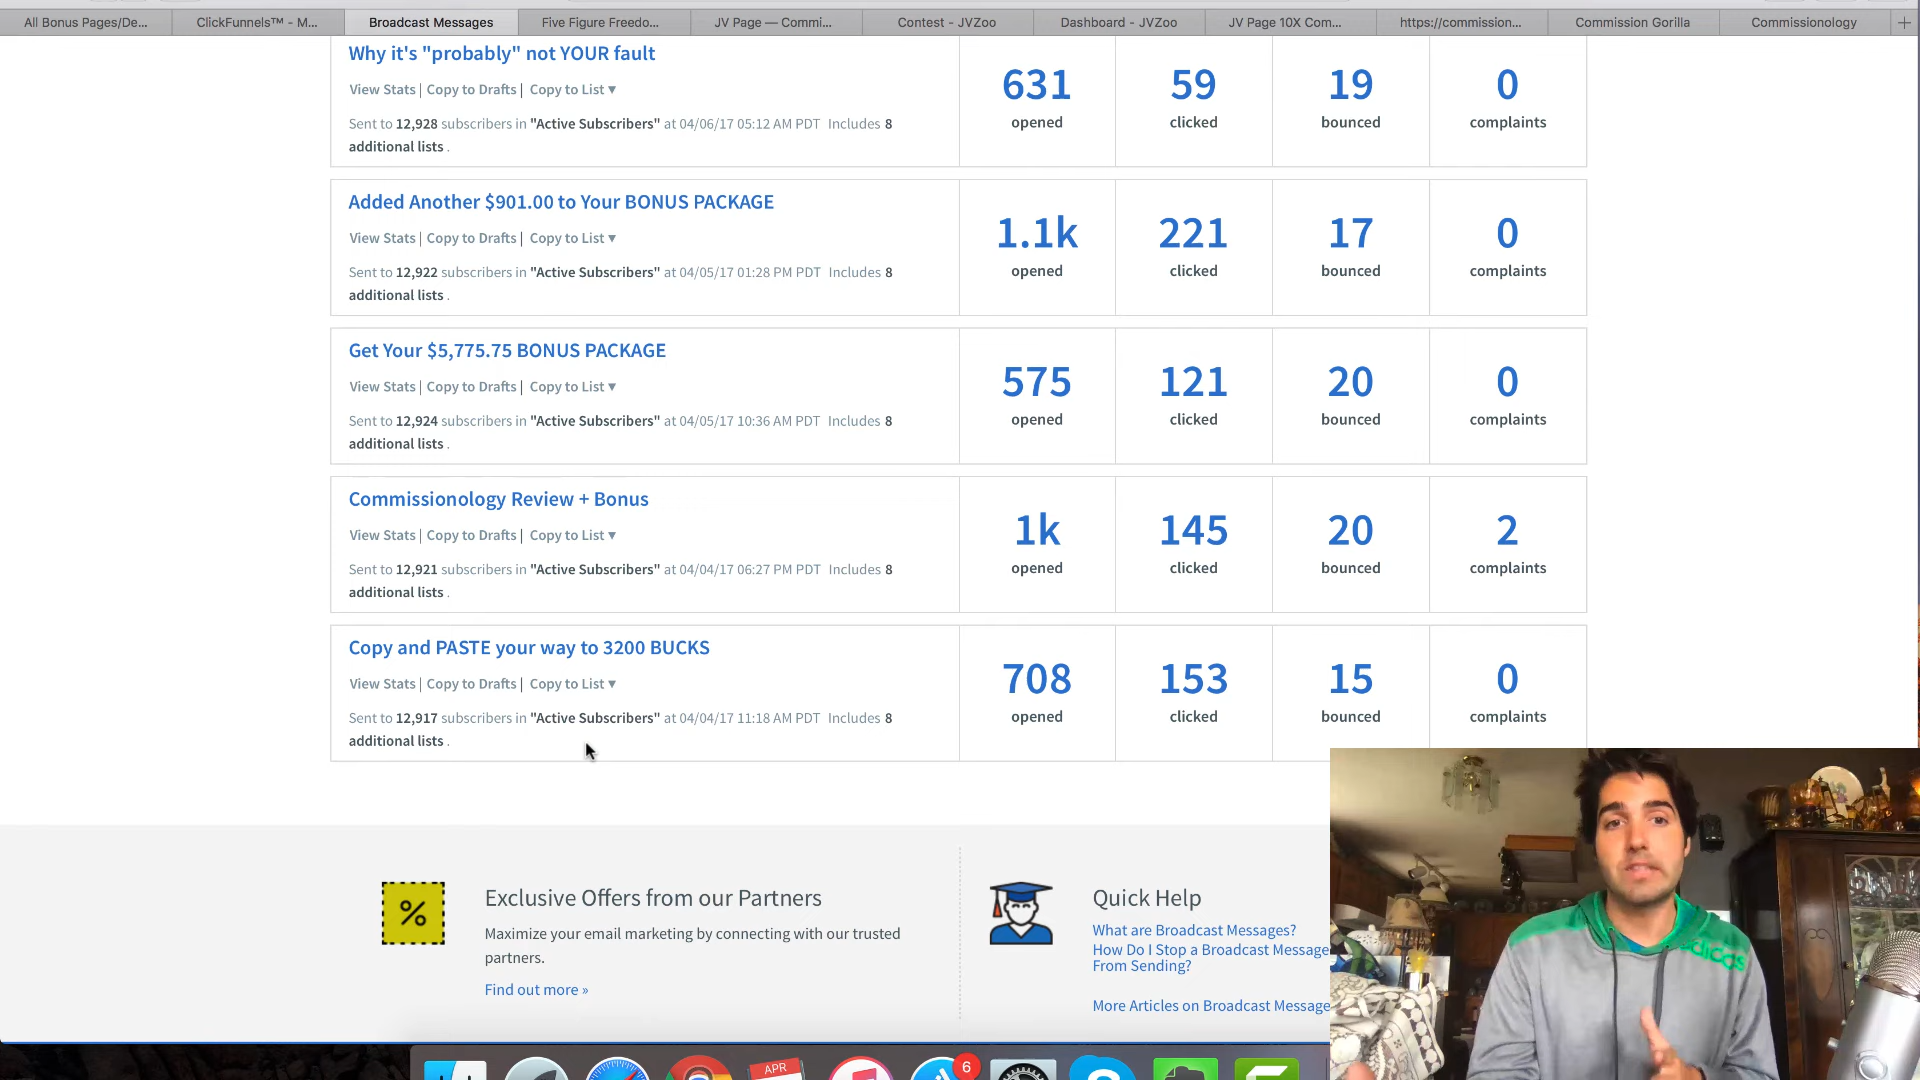 All Bonus Pages/De... ClickFunnels™ - M... Broadcast Messages Five Figure Freedo... JV Page — Commi... Contest - JVZoo Dashboard - JVZoo JV Page 10X Com... https://commission... Commission Gorilla Commissionology +
Why it's "probably" not YOUR fault
View Stats | Copy to Drafts | Copy to List ▾
Sent to 12,928 subscribers in "Active Subscribers" at 04/06/17 05:12 AM PDT Includes 8
additional lists .
631 59 19 0
opened clicked bounced complaints
Added Another $901.00 to Your BONUS PACKAGE
View Stats | Copy to Drafts | Copy to List ▾
Sent to 12,922 subscribers in "Active Subscribers" at 04/05/17 01:28 PM PDT Includes 8
additional lists .
1.1k 221 17 0
opened clicked bounced complaints
Get Your $5,775.75 BONUS PACKAGE
View Stats | Copy to Drafts | Copy to List ▾
Sent to 12,924 subscribers in "Active Subscribers" at 04/05/17 10:36 AM PDT Includes 8
additional lists .
575 121 20 0
opened clicked bounced complaints
Commissionology Review + Bonus
View Stats | Copy to Drafts | Copy to List ▾
Sent to 12,921 subscribers in "Active Subscribers" at 04/04/17 06:27 PM PDT Includes 8
additional lists .
1k 145 20 2
opened clicked bounced complaints
Copy and PASTE your way to 3200 BUCKS
View Stats | Copy to Drafts | Copy to List ▾
Sent to 12,917 subscribers in "Active Subscribers" at 04/04/17 11:18 AM PDT Includes 8
additional lists .
708 153 15 0
opened clicked bounced complaints
%
Exclusive Offers from our Partners
Maximize your email marketing by connecting with our trusted
partners.
Find out more »
Quick Help
What are Broadcast Messages?
How Do I Stop a Broadcast Message
From Sending?
More Articles on Broadcast Message
adidas
APR
6